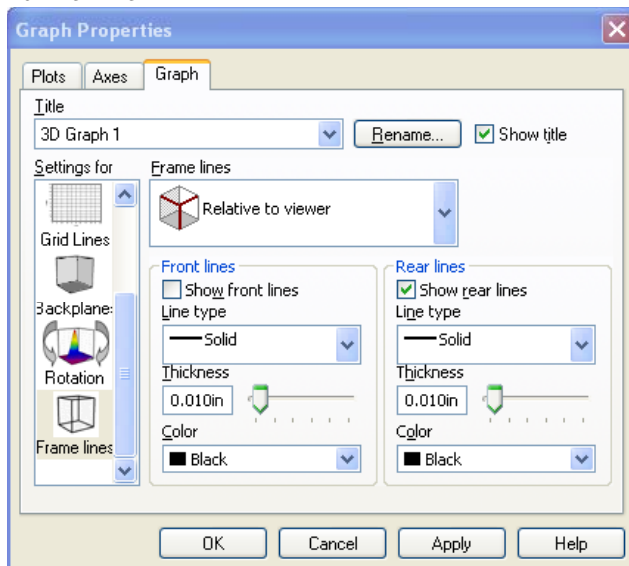 Graph Properties
Plots Axes Graph
Title
3D Graph 1 Rename... Show title
Settings for Frame lines
Relative to viewer
Grid Lines
Backplane
Rotation
Frame lines
Front lines
Show front lines
Line type
Solid
Thickness
0.010in
Color
Black
Rear lines
Show rear lines
Line type
Solid
Thickness
0.010in
Color
Black
OK Cancel Apply Help